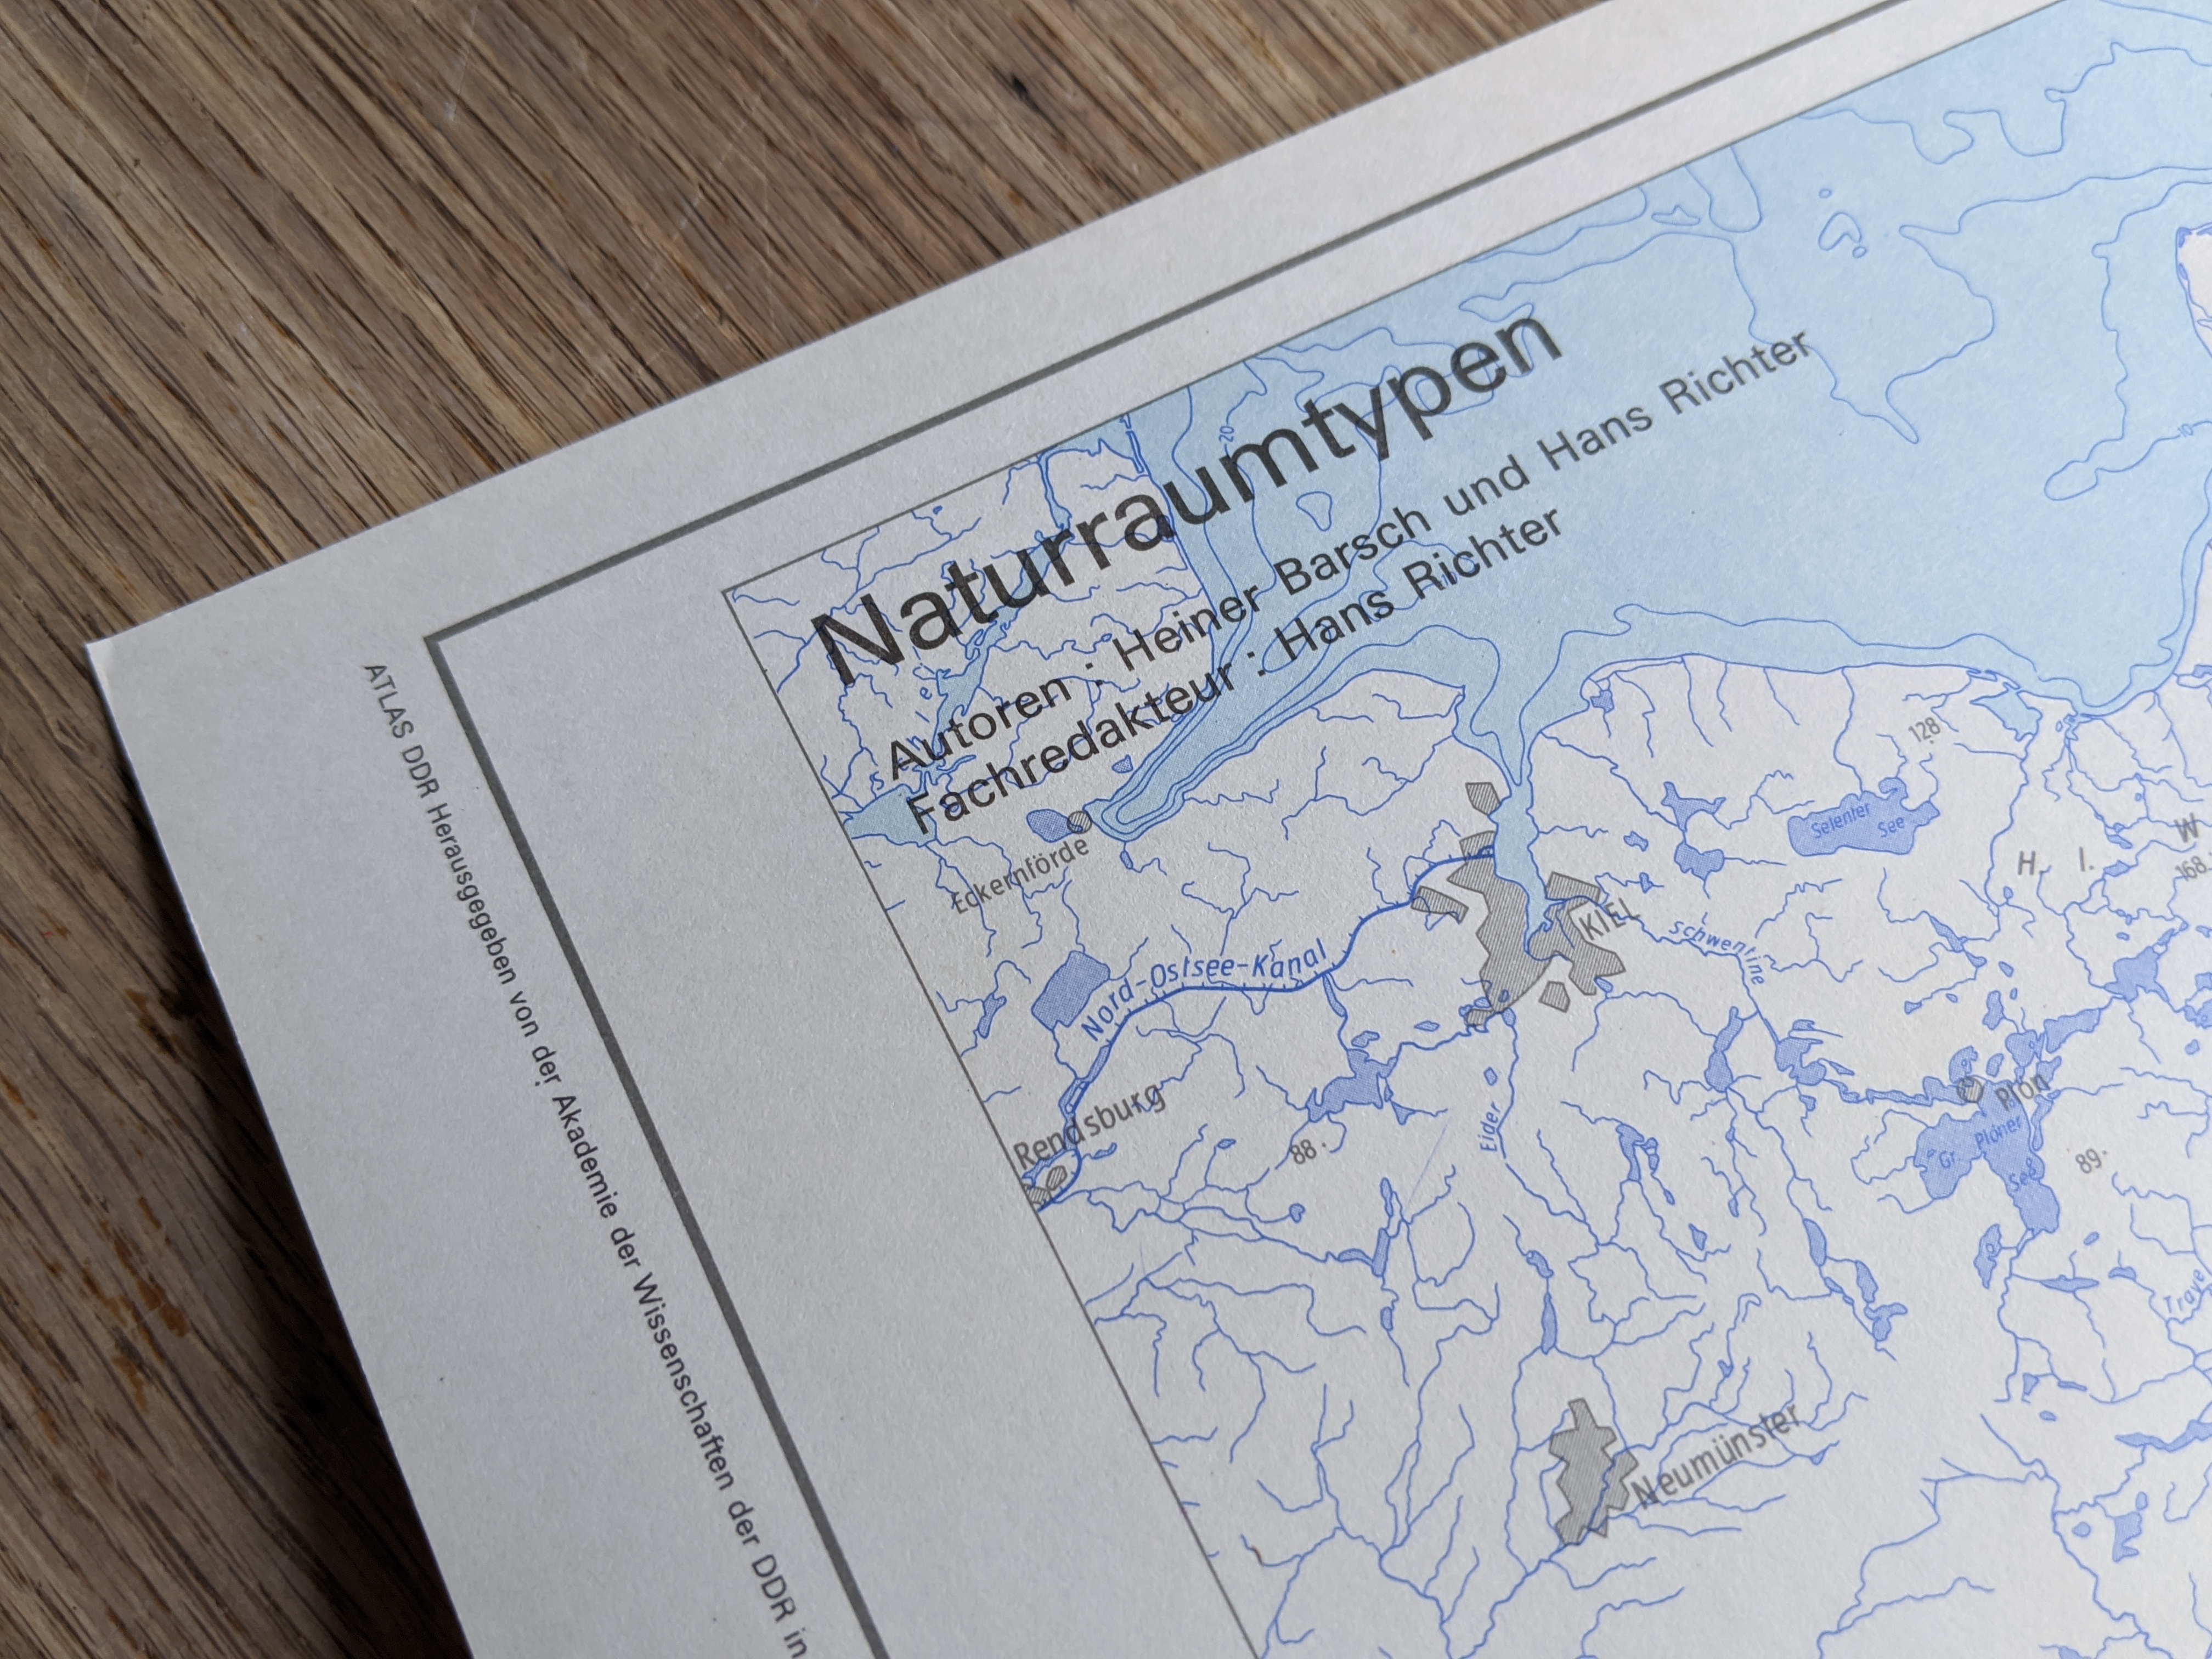 Naturraumtypen
Autoren : Heiner Barsch und Hans Richter
Fachredakteur : Hans Richter
ATLAS DDR Herausgegeben von der Akademie der Wissenschaften der DDR in
20
10
Eckernförde
Nord-Ostsee-Kanal
Rendsburg
KIEL
Schwentine
Selenter
See
128
H. I.
W
168
Plön
Gr. Plöner
See
89
88
Eider
Trave
Neumünster